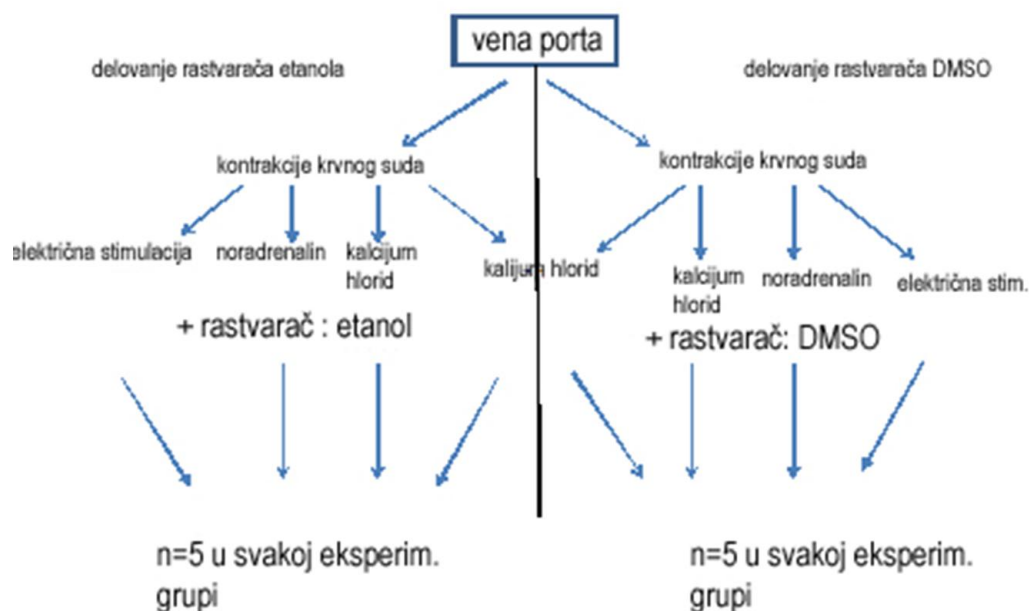 vena porta
delovanje rastvarača etanola
delovanje rastvarača DMSO
kontrakcije krvnog suda
kontrakcije krvnog suda
električna stimulacija
noradrenalin
kalcijum
hlorid
kalijum hlorid
kalcijum
hlorid
noradrenalin
električna stim.
+ rastvarač : etanol
+ rastvarač: DMSO
n=5 u svakoj eksperim.
grupi
n=5 u svakoj eksperim.
grupi